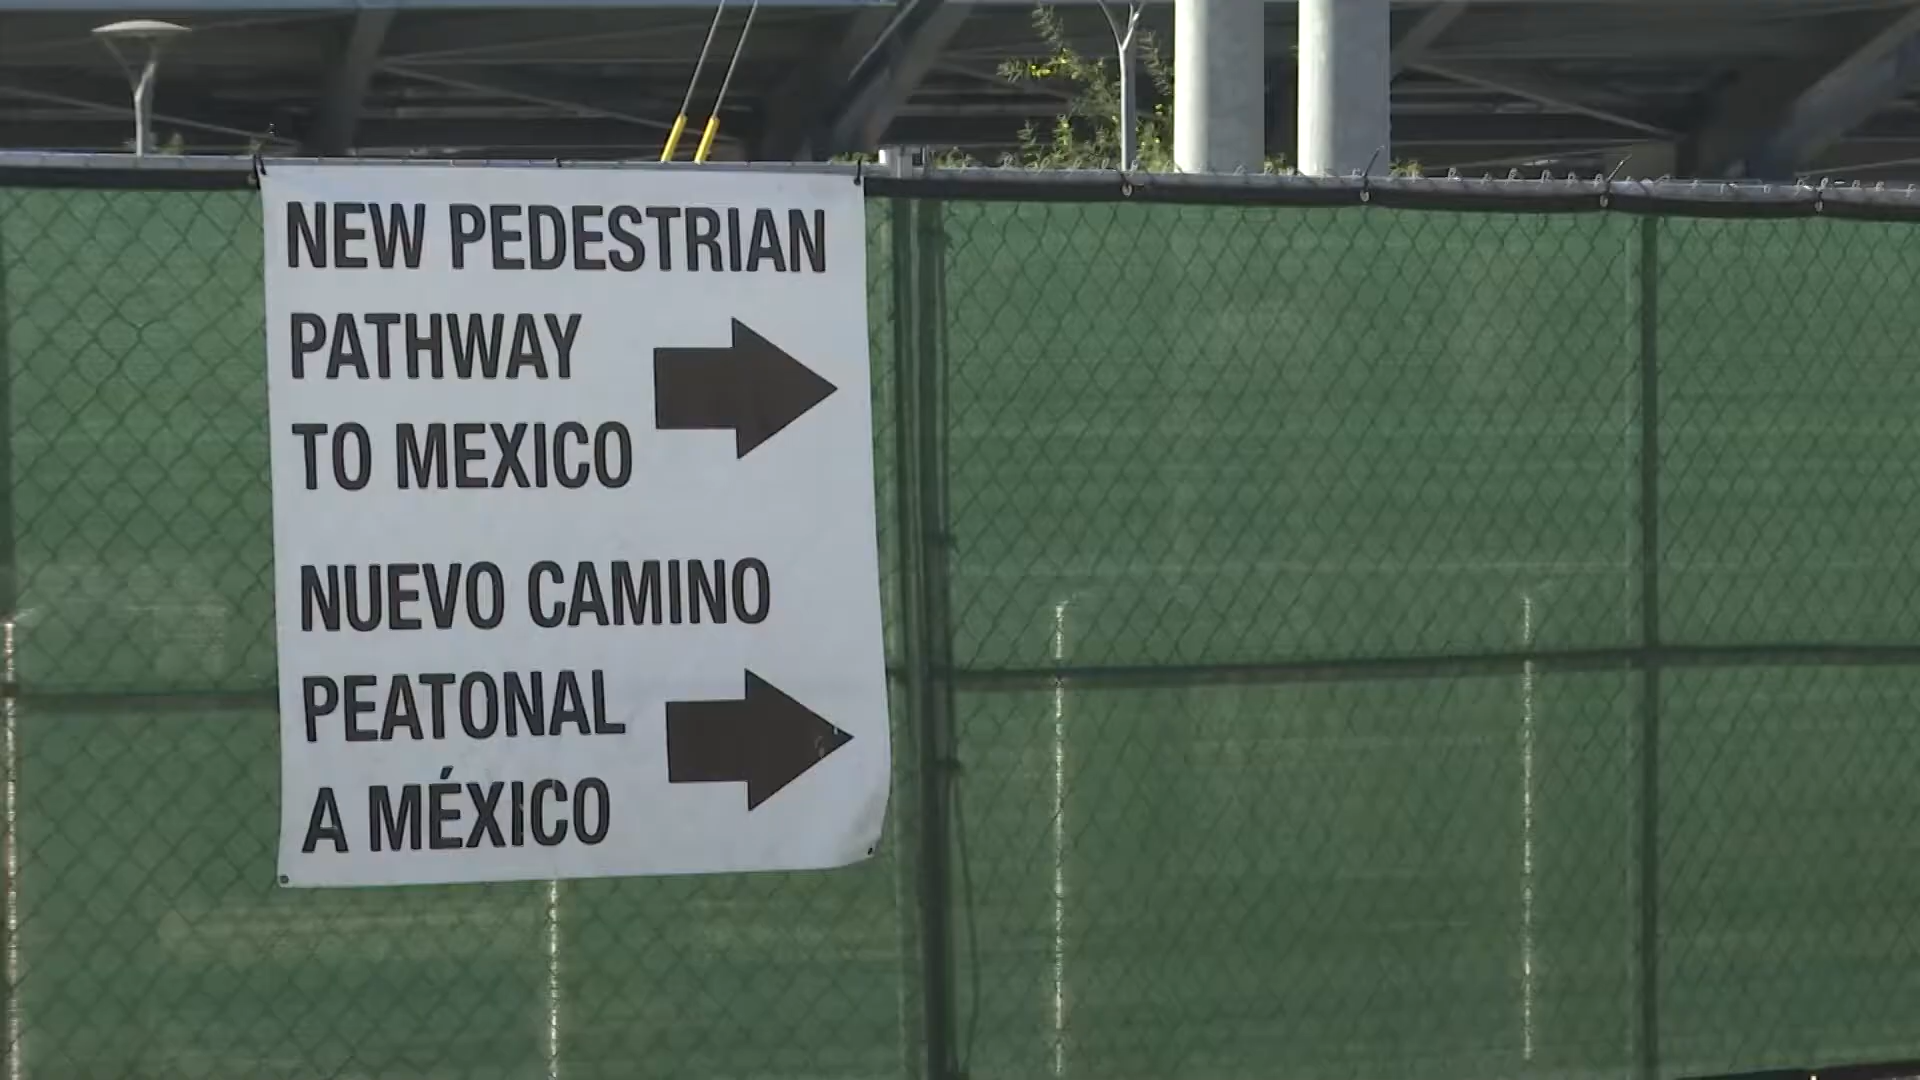 NEW PEDESTRIAN
PATHWAY
TO MEXICO
NUEVO CAMINO
PEATONAL
A MÉXICO